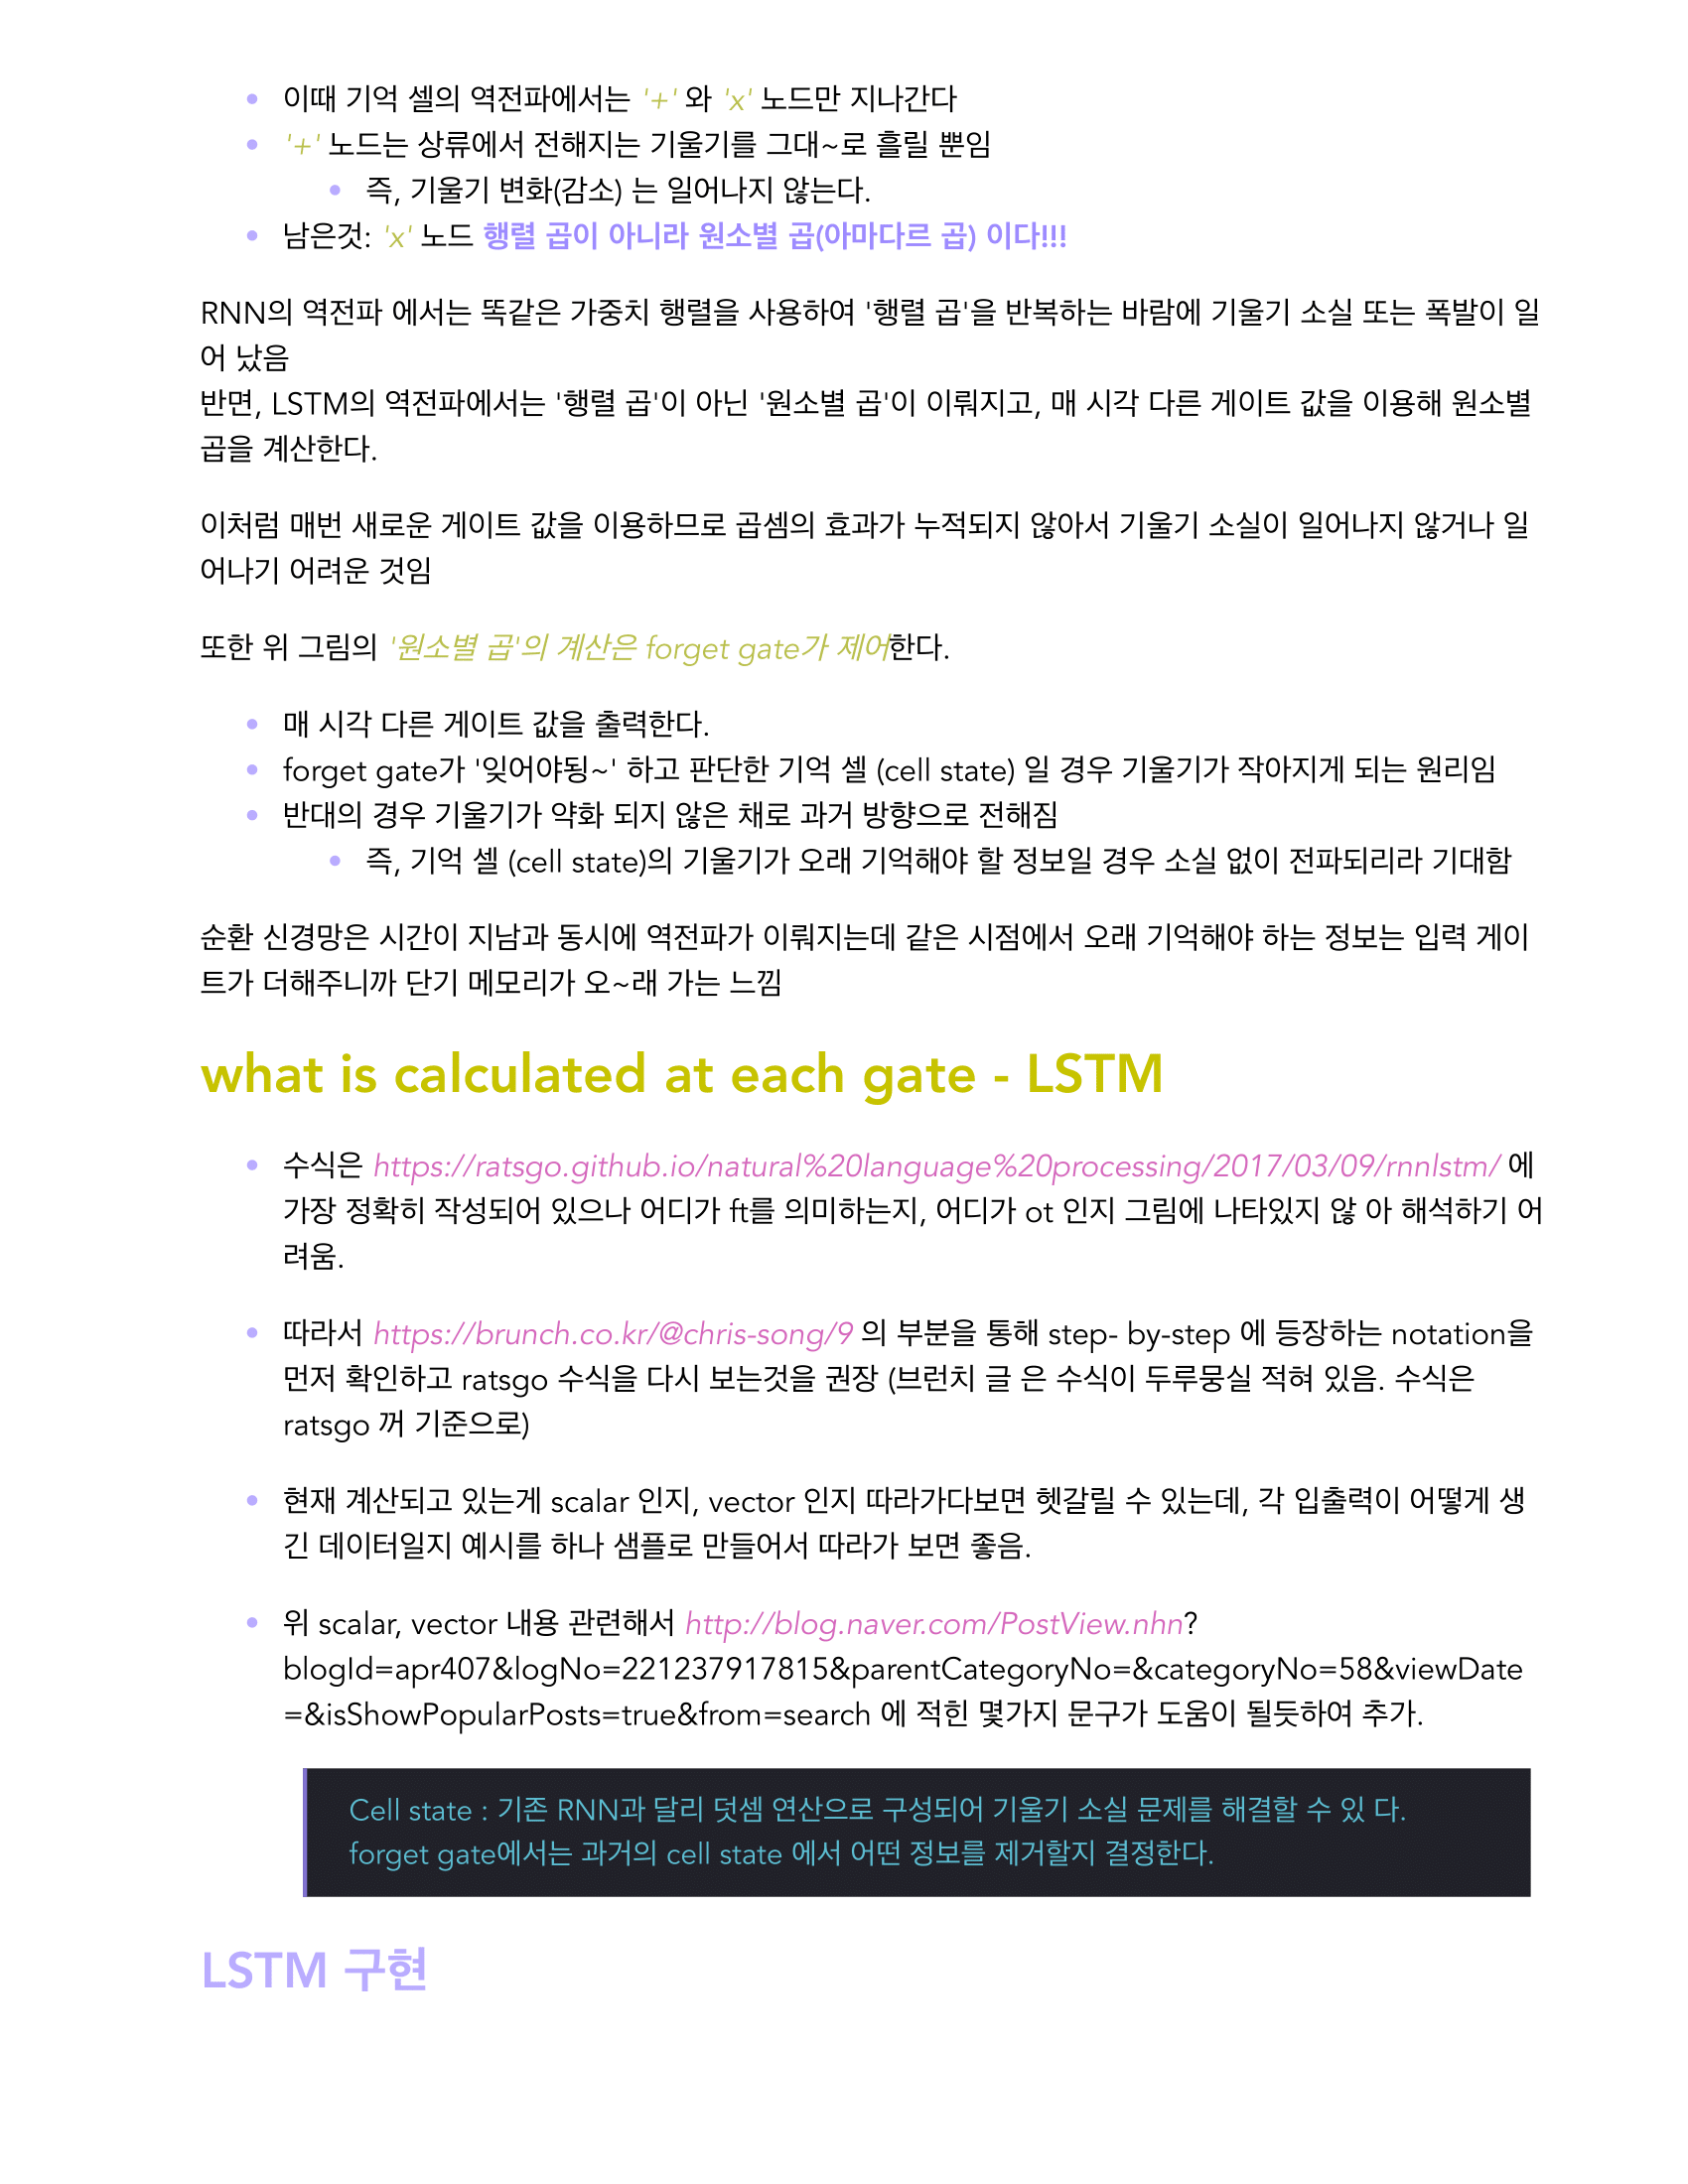 이때 기억 셀의 역전파에서는 '+' 와 'x' 노드만 지나간다
'+' 노드는 상류에서 전해지는 기울기를 그대~로 흘릴 뿐임
즉, 기울기 변화(감소) 는 일어나지 않는다.
남은것: 'x' 노드 행렬 곱이 아니라 원소별 곱(아마다르 곱) 이다!!!
RNN의 역전파 에서는 똑같은 가중치 행렬을 사용하여 '행렬 곱'을 반복하는 바람에 기울기 소실 또는 폭발이 일
어 났음
반면, LSTM의 역전파에서는 '행렬 곱'이 아닌 '원소별 곱'이 이뤄지고, 매 시각 다른 게이트 값을 이용해 원소별
곱을 계산한다.
이처럼 매번 새로운 게이트 값을 이용하므로 곱셈의 효과가 누적되지 않아서 기울기 소실이 일어나지 않거나 일
어나기 어려운 것임
또한 위 그림의 '원소별 곱'의 계산은 forget gate가 제어한다.
매 시각 다른 게이트 값을 출력한다.
forget gate가 '잊어야됭~' 하고 판단한 기억 셀 (cell state) 일 경우 기울기가 작아지게 되는 원리임
반대의 경우 기울기가 약화 되지 않은 채로 과거 방향으로 전해짐
즉, 기억 셀 (cell state)의 기울기가 오래 기억해야 할 정보일 경우 소실 없이 전파되리라 기대함
순환 신경망은 시간이 지남과 동시에 역전파가 이뤄지는데 같은 시점에서 오래 기억해야 하는 정보는 입력 게이
트가 더해주니까 단기 메모리가 오~래 가는 느낌
what is calculated at each gate - LSTM
수식은 https://ratsgo.github.io/natural%20language%20processing/2017/03/09/rnnlstm/ 에
가장 정확히 작성되어 있으나 어디가 ft를 의미하는지, 어디가 ot 인지 그림에 나타있지 않 아 해석하기 어
려움.
따라서 https://brunch.co.kr/@chris-song/9 의 부분을 통해 step- by-step 에 등장하는 notation을
먼저 확인하고 ratsgo 수식을 다시 보는것을 권장 (브런치 글 은 수식이 두루뭉실 적혀 있음. 수식은
ratsgo 꺼 기준으로)
현재 계산되고 있는게 scalar 인지, vector 인지 따라가다보면 헷갈릴 수 있는데, 각 입출력이 어떻게 생
긴 데이터일지 예시를 하나 샘플로 만들어서 따라가 보면 좋음.
위 scalar, vector 내용 관련해서 http://blog.naver.com/PostView.nhn?
blogId=apr407&logNo=221237917815&parentCategoryNo=&categoryNo=58&viewDate
=&isShowPopularPosts=true&from=search 에 적힌 몇가지 문구가 도움이 될듯하여 추가.
Cell state : 기존 RNN과 달리 덧셈 연산으로 구성되어 기울기 소실 문제를 해결할 수 있 다.
forget gate에서는 과거의 cell state 에서 어떤 정보를 제거할지 결정한다.
LSTM 구현